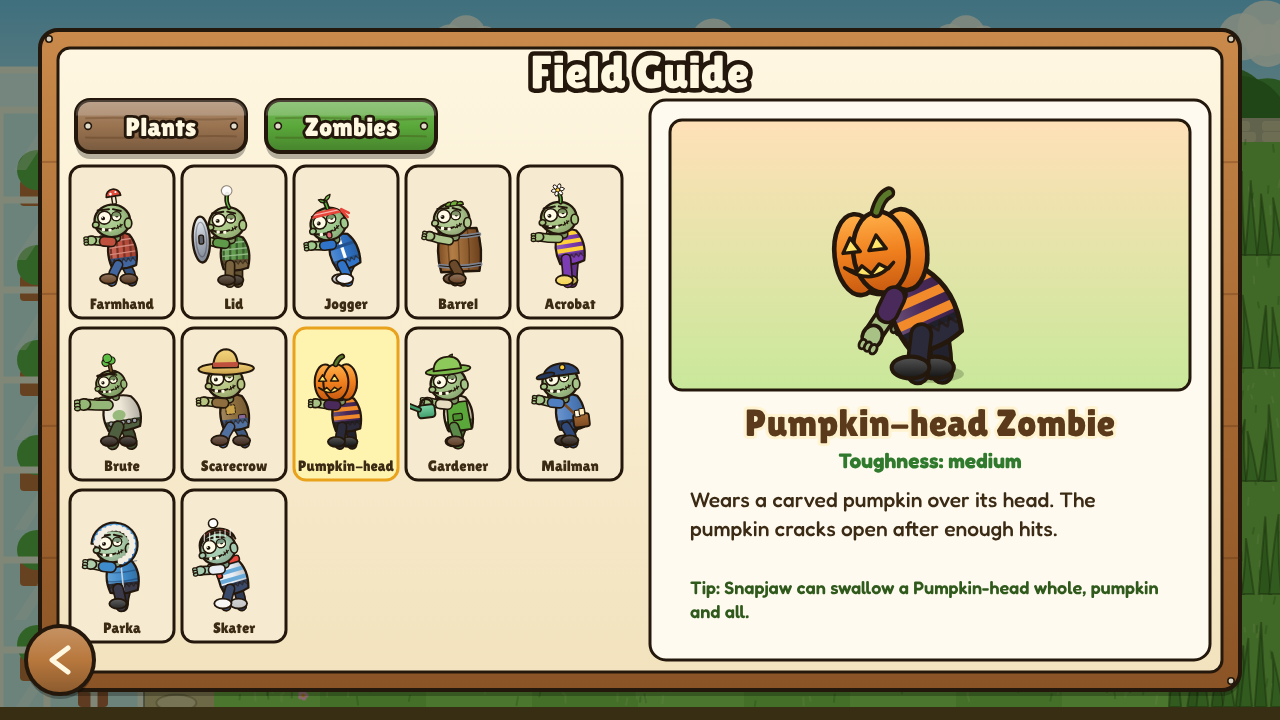 Field Guide
Plants
Zombies
Farmhand
Lid
Jogger
Barrel
Acrobat
Brute
Scarecrow
Pumpkin-head
Gardener
Mailman
Parka
Skater
Pumpkin-head Zombie
Toughness: medium
Wears a carved pumpkin over its head. The
pumpkin cracks open after enough hits.
Tip: Snapjaw can swallow a Pumpkin-head whole, pumpkin
and all.